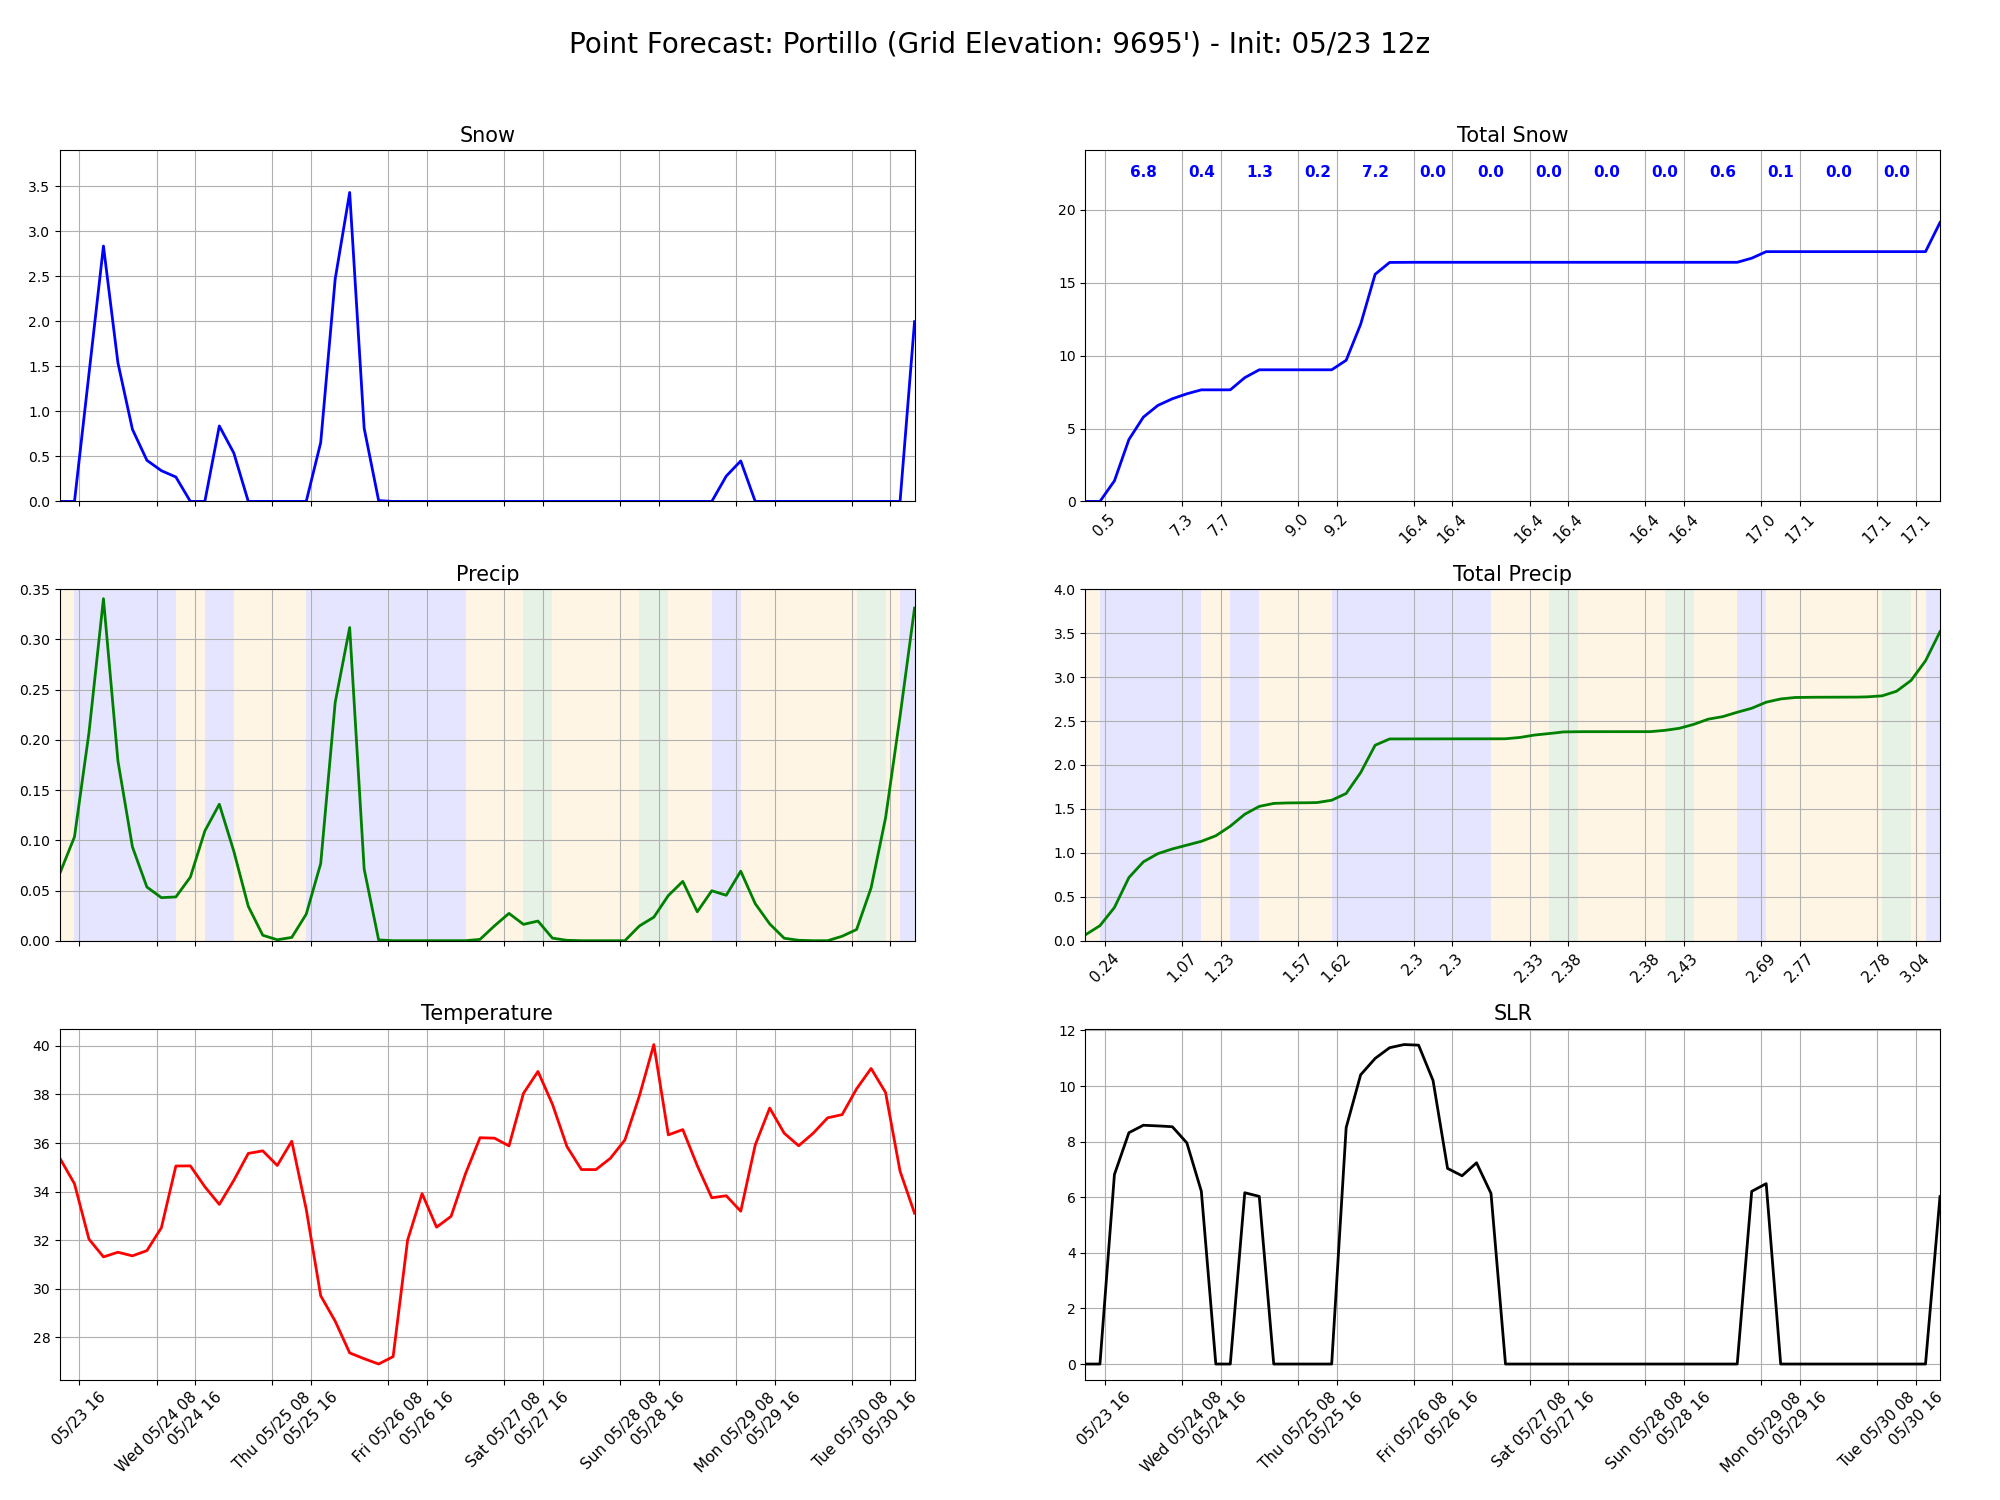 Point Forecast: Portillo (Grid Elevation: 9695') - Init: 05/23 12z
Snow
3.5
3.0
2.5
2.0
1.5
1.0
0.5
0.0
Total Snow
6.8 0.4 1.3 0.2 7.2 0.0 0.0 0.0 0.0 0.0 0.6 0.1 0.0 0.0
20
15
10
5
0
0.5 7.3 7.7 9.0 9.2 16.4 16.4 16.4 16.4 16.4 16.4 17.0 17.1 17.1 17.1
Precip
0.35
0.30
0.25
0.20
0.15
0.10
0.05
0.00
Total Precip
4.0
3.5
3.0
2.5
2.0
1.5
1.0
0.5
0.0
0.24 1.07 1.23 1.57 1.62 2.3 2.3 2.33 2.38 2.38 2.43 2.69 2.77 2.78 3.04
Temperature
40
38
36
34
32
30
28
05/23 16
Wed 05/24 08
05/24 16
Thu 05/25 08
05/25 16
Fri 05/26 08
05/26 16
Sat 05/27 08
05/27 16
Sun 05/28 08
05/28 16
Mon 05/29 08
05/29 16
Tue 05/30 08
05/30 16
SLR
12
10
8
6
4
2
0
05/23 16
Wed 05/24 08
05/24 16
Thu 05/25 08
05/25 16
Fri 05/26 08
05/26 16
Sat 05/27 08
05/27 16
Sun 05/28 08
05/28 16
Mon 05/29 08
05/29 16
Tue 05/30 08
05/30 16